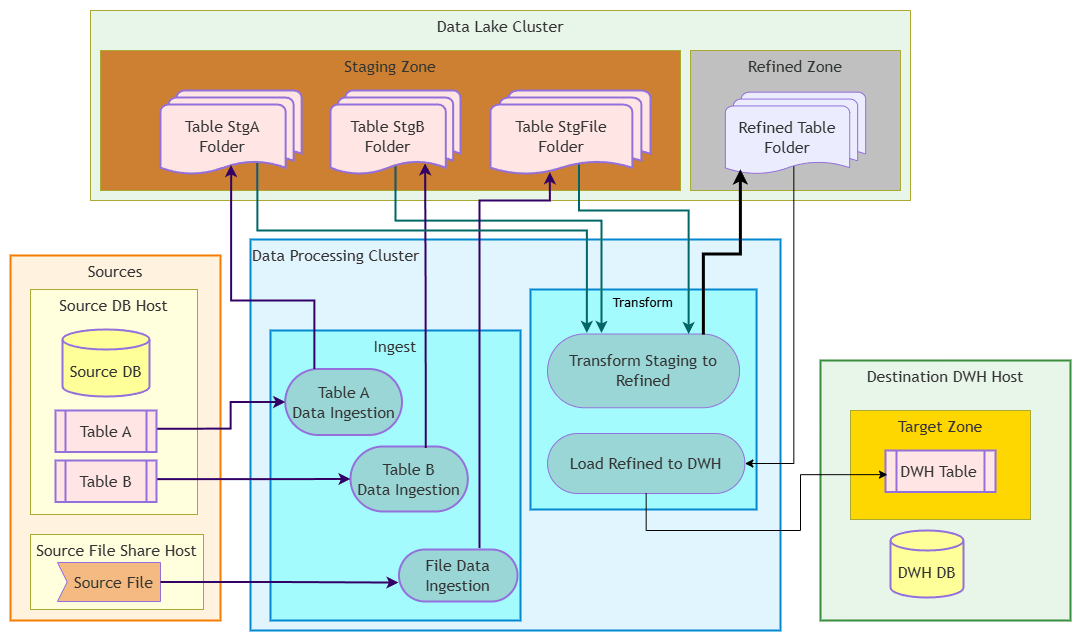 Data Lake Cluster
Staging Zone
Table StgA
Folder
Table StgB
Folder
Table StgFile
Folder
Refined Zone
Refined Table
Folder
Sources
Source DB Host
Source DB
Table A
Table B
Source File Share Host
Source File
Data Processing Cluster
Ingest
Table A
Data Ingestion
Table B
Data Ingestion
File Data
Ingestion
Transform
Transform Staging to
Refined
Load Refined to DWH
Destination DWH Host
Target Zone
DWH Table
DWH DB